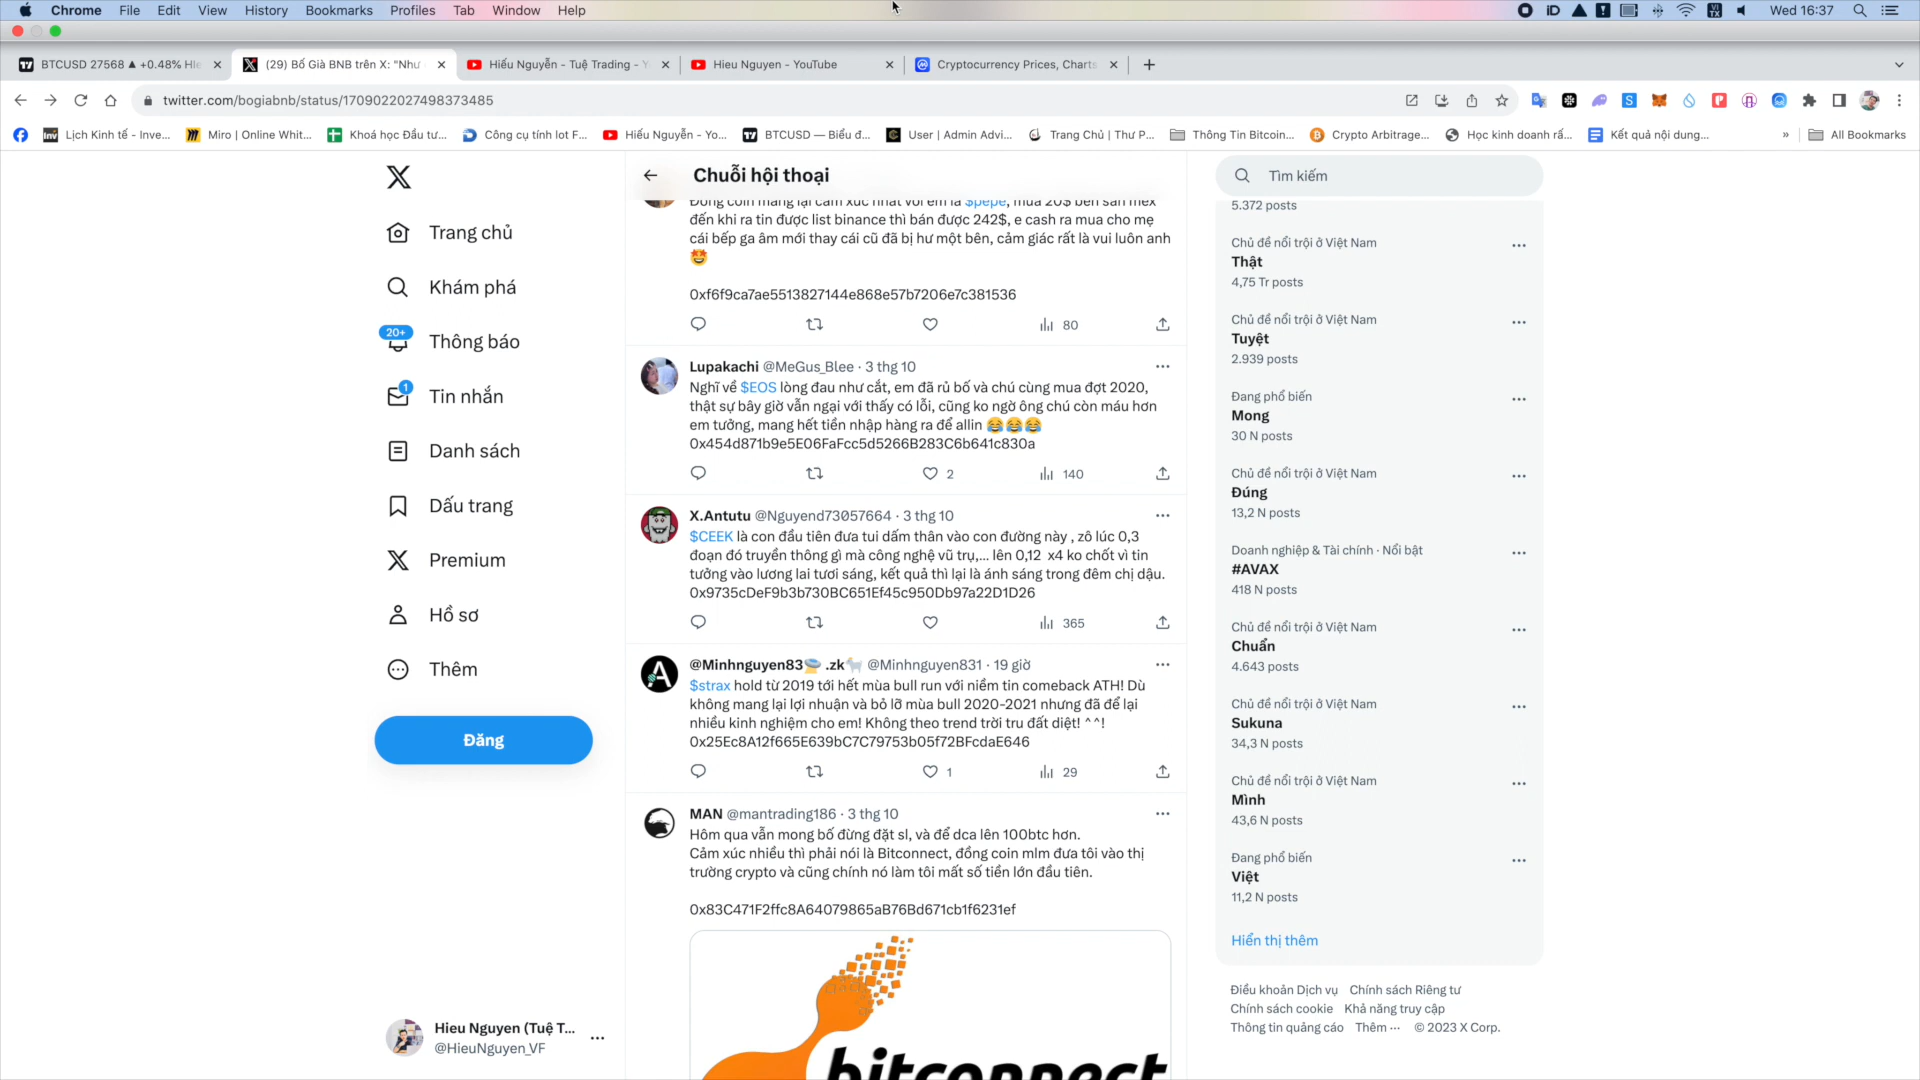 Chrome File Edit View History Bookmarks Profiles Tab Window Help
iD VI TX Wed 16:37
BTCUSD 27568 ▲ +0.48% Hie
(29) Bố Già BNB trên X: "Như
Hiếu Nguyễn - Tuệ Trading - Y
Hieu Nguyen - YouTube
Cryptocurrency Prices, Charts
twitter.com/bogiabnb/status/1709022027498373485
Lịch Kinh tế - Inve...
Miro | Online Whit...
Khoá học Đầu tư...
Công cụ tính lot F...
Hiếu Nguyễn - Yo...
BTCUSD — Biểu đ...
User | Admin Advi...
Trang Chủ | Thư P...
Thông Tin Bitcoin...
Crypto Arbitrage...
Học kinh doanh rấ...
Kết quả nội dung...
»
All Bookmarks
Trang chủ
Khám phá
20+
Thông báo
1
Tin nhắn
Danh sách
Dấu trang
Premium
Hồ sơ
Thêm
Đăng
Hieu Nguyen (Tuệ T...
@HieuNguyen_VF
Chuỗi hội thoại
Đồng coin mang lại cảm xúc nhất với em là $pepe, mua 20$ bên sàn mex
đến khi ra tin được list binance thì bán được 242$, e cash ra mua cho mẹ
cái bếp ga âm mới thay cái cũ đã bị hư một bên, cảm giác rất là vui luôn anh
🤩
0xf6f9ca7ae5513827144e868e57b7206e7c381536
80
Lupakachi @MeGus_Blee · 3 thg 10
Nghĩ về $EOS lòng đau như cắt, em đã rủ bố và chú cùng mua đợt 2020,
thật sự bây giờ vẫn ngại với thấy có lỗi, cũng ko ngờ ông chú còn máu hơn
em tưởng, mang hết tiền nhập hàng ra để allin 😂😂😂
0x454d871b9e5E06FaFcc5d5266B283C6b641c830a
2 140
X.Antutu @Nguyend73057664 · 3 thg 10
$CEEK là con đầu tiên đưa tui dấm thân vào con đường này , zô lúc 0,3
đoạn đó truyền thông gì mà công nghệ vũ trụ,... lên 0,12 x4 ko chốt vì tin
tưởng vào lương lai tươi sáng, kết quả thì lại là ánh sáng trong đêm chị dậu.
0x9735cDeF9b3b730BC651Ef45c950Db97a22D1D26
365
@Minhnguyen83 .zk @Minhnguyen831 · 19 giờ
$strax hold từ 2019 tới hết mùa bull run với niềm tin comeback ATH! Dù
không mang lại lợi nhuận và bỏ lỡ mùa bull 2020-2021 nhưng đã để lại
nhiều kinh nghiệm cho em! Không theo trend trời tru đất diệt! ^^!
0x25Ec8A12f665E639bC7C79753b05f72BFcdaE646
1 29
MAN @mantrading186 · 3 thg 10
Hôm qua vẫn mong bố đừng đặt sl, và để dca lên 100btc hơn.
Cảm xúc nhiều thì phải nói là Bitconnect, đồng coin mlm đưa tôi vào thị
trường crypto và cũng chính nó làm tôi mất số tiền lớn đầu tiên.
0x83C471F2ffc8A64079865aB76Bd671cb1f6231ef
bitconnect
Tìm kiếm
5.372 posts
Chủ đề nổi trội ở Việt Nam
Thật
4,75 Tr posts
Chủ đề nổi trội ở Việt Nam
Tuyệt
2.939 posts
Đang phổ biến
Mong
30 N posts
Chủ đề nổi trội ở Việt Nam
Đúng
13,2 N posts
Doanh nghiệp & Tài chính · Nổi bật
#AVAX
418 N posts
Chủ đề nổi trội ở Việt Nam
Chuẩn
4.643 posts
Chủ đề nổi trội ở Việt Nam
Sukuna
34,3 N posts
Chủ đề nổi trội ở Việt Nam
Mình
43,6 N posts
Đang phổ biến
Việt
11,2 N posts
Hiển thị thêm
Điều khoản Dịch vụ Chính sách Riêng tư
Chính sách cookie Khả năng truy cập
Thông tin quảng cáo Thêm ··· © 2023 X Corp.